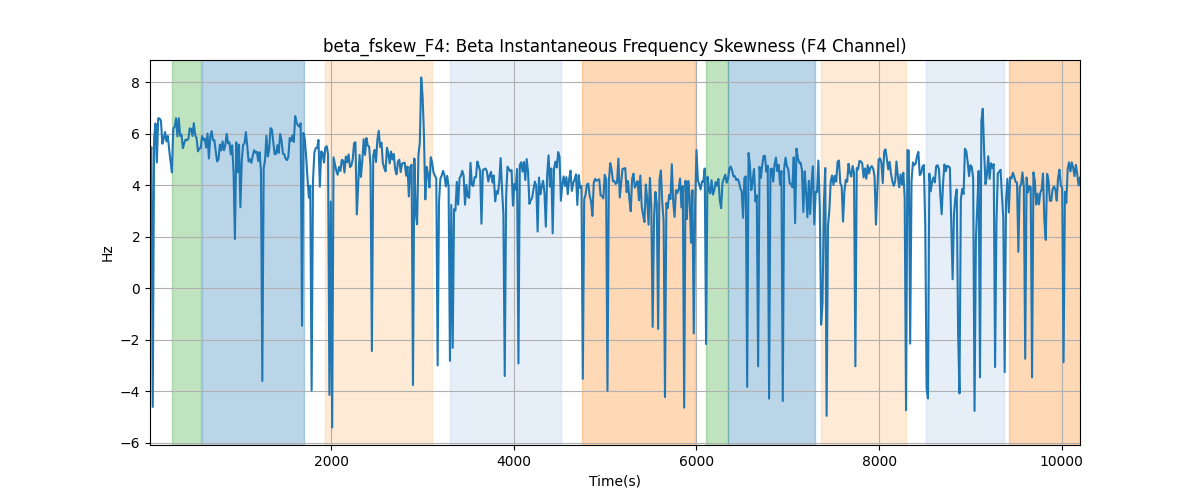 beta_fskew_F4: Beta Instantaneous Frequency Skewness (F4 Channel)
Hz
8
6
4
2
0
−2
−4
−6
2000 4000 6000 8000 10000
Time(s)